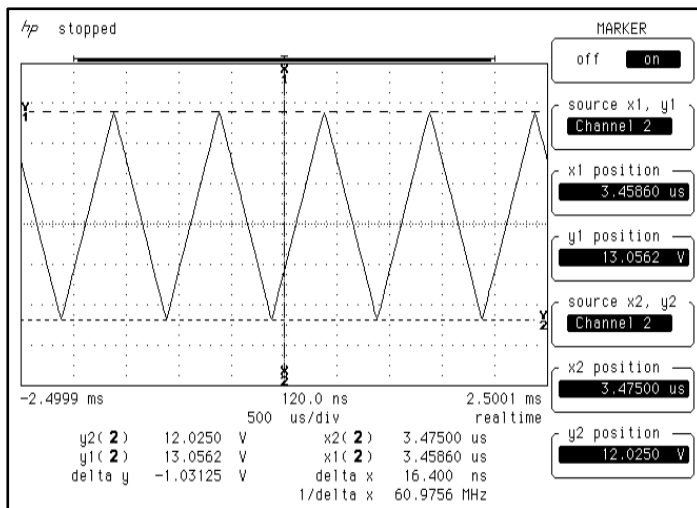 hp stopped
MARKER
off on
source x1, y1
Channel 2
x1 position
3.45860 us
y1 position
13.0562 V
source x2, y2
Channel 2
x2 position
3.47500 us
y2 position
12.0250 V
X
1
Y
1
Y
2
X
2
-2.4999 ms 120.0 ns 2.5001 ms
500 us/div realtime
y2(2) 12.0250 V x2(2) 3.47500 us
y1(2) 13.0562 V x1(2) 3.45860 us
delta y -1.03125 V delta x 16.400 ns
1/delta x 60.9756 MHz